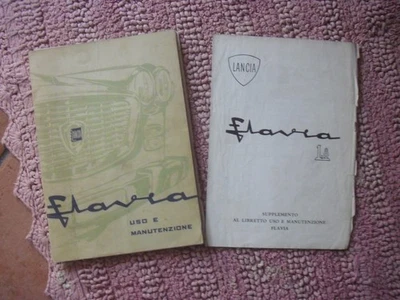 Flavia
USO E
MANUTENZIONE
LANCIA
Flavia
SUPPLEMENTO
AL LIBRETTO USO E MANUTENZIONE
FLAVIA